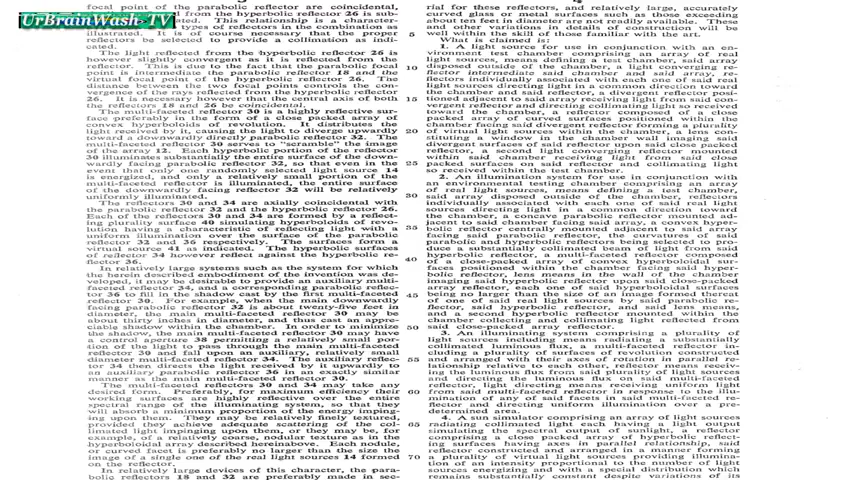 UrBrainWash-TV
focal point of the parabolic reflector are coincidental,
focal from the hyperbolic reflector 26 is sub-
This relationship is a character-
types of reflectors in the combination as
illustrated. It is of course necessary that the proper
reflectors be selected to provide a collimation as indi-
cated.
The light reflected from the hyperbolic reflector 26 is
however slightly convergent as it is reflected from the
reflector. This is due to the fact that the parabolic focal
point is intermediate the parabolic reflector 18 and the
virtual focal point of the hyperbolic reflector 26. The
distance between the two focal points controls the con-
vergence of the rays reflected from the hyperbolic reflector
26. It is necessary however that the central axis of both
the reflectors 18 and 26 be coincidental.
The multi-faceted reflector 30 is a highly reflective sur-
face preferably in the form of a close packed array of
convex hyperboloids of revolution. It distributes the
light received by it, causing the light to diverge upwardly
toward a downwardly directly parabolic reflector 32. The
multi-faceted reflector 30 serves to "scramble" the image
of the array 12. Each hyperbolic portion of the reflector
30 illuminates substantially the entire surface of the down-
wardly facing parabolic reflector 32, so that even in the
event that only one randomly selected light source 14
is energized, and only a relatively small portion of the
multi-faceted reflector is illuminated, the entire surface
of the downwardly facing reflector 32 will be relatively
uniformly illuminated.
The reflectors 30 and 34 are axially coincidental with
the parabolic reflector 32 and the hyperbolic reflector 26.
Each of the reflectors 30 and 34 are formed by a reflect-
ing plurality surface 40 simulating hyperboloids of revo-
lution having a characteristic of reflecting light with a
uniform illumination over the surface of the parabolic
reflector 32 and 36 respectively. The surfaces form a
virtual source 41 as indicated. The hyperbolic surfaces
of reflector 34 however reflect against the hyperbolic re-
flector 36.
In relatively large systems such as the system for which
the herein described embodiment of the invention was de-
veloped, it may be desirable to provide an auxiliary multi-
faceted reflector 34, and a corresponding parabolic reflec-
tor 36 to fill in the shadow cast by the first multi-faceted
reflector 30. For example, when the main downwardly
facing parabolic reflector 32 is about twenty-five feet in
diameter, the main multi-faceted reflector 30 may be
about thirty inches in diameter, and thus cast an appre-
ciable shadow within the chamber. In order to minimize
the shadow, the main multi-faceted reflector 30 may have
a control aperture 38 permitting a relatively small por-
tion of the light to pass through the main multi-faceted
reflector 30 and fall upon an auxiliary, relatively small
diameter multi-faceted reflector 34. The auxiliary reflec-
tor 34 then directs the light received by it upwardly to
an auxiliary parabolic reflector 36 in an exactly similar
manner as the main multi-faceted reflector 30.
The multi-faceted reflectors 30 and 34 may take any
desired form. Preferably for maximum efficiency their
working surfaces are highly reflective over the entire
spectral range of the illuminating system, so that they
will absorb a minimum proportion of the energy imping-
ing upon them. They may be relatively finely textured,
provided they achieve adequate scattering of the col-
limated light impinging upon them, or they may be, for
example, of a relatively coarse, nodular texture as in the
hyperboloidal array described hereinabove. Each nodule,
or curved facet is preferably no larger than the size the
image of a single one of the real light sources 14 formed
on the reflector.
In relatively large devices of this character, the para-
bolic reflectors 18 and 32 are preferably made in sec-
5
10
15
20
25
30
35
40
45
50
55
60
65
70
rial for these reflectors, and relatively large, accurately
curved glass or metal surfaces such as those exceeding
about ten feet in diameter are not readily available. These
and other variations in details of construction will be
well within the skill of those familiar with the art.
What is claimed is:
1. A light source for use in conjunction with an en-
vironment test chamber comprising an array of real
light sources, means defining a test chamber, said array
disposed outside of the chamber, a light converging re-
flector intermediate said chamber and said array, re-
flectors individually associated with each one of said real
light sources directing light in a common direction toward
the chamber and said reflector, a divergent reflector posi-
tioned adjacent to said array receiving light from said con-
vergent reflector and directing collimating light so received
toward the chamber, a reflector composed of a close
packed array of curved surfaces positioned within the
chamber facing said divergent reflector forming a plurality
of virtual light sources within the chamber, a lens con-
stituting a window in the chamber wall imaging said
divergent surfaces of said reflector upon said close packed
reflector, a second light converging reflector mounted
within said chamber receiving light from said close
packed surfaces on said reflector and collimating light
so received within the test chamber.
2. An illumination system for use in conjunction with
an environmental testing chamber comprising an array
of real light sources, means defining a test chamber,
said array disposed outside of the chamber, reflectors
individually associated with each one of said real light
sources, directing light in a common direction toward
the chamber, a concave parabolic reflector mounted ad-
jacent to said chamber facing said array, a convex hyper-
bolic reflector centrally mounted adjacent to said array
facing said parabolic reflector, the curvatures of said
parabolic and hyperbolic reflectors being selected to pro-
duce a substantially collimated beam of light from said
hyperbolic reflector, a multi-faceted reflector composed
of a close-packed array of convex hyperboloidal sur-
faces positioned within the chamber facing said hyper-
bolic reflector, lens means in the wall of the chamber
imaging said hyperbolic reflector upon said close-packed
array reflector, each one of said hyperboloidal surfaces
being no larger than the size of an image formed thereat
of one of said real light sources by said parabolic re-
flector, said hyperbolic reflector, and said lens means,
and a second hyperbolic reflector mounted within the
chamber collecting and collimating light reflected from
said close-packed array reflector.
3. An illuminating system comprising a plurality of
light sources including means radiating a substantially
collimated luminous flux, a multi-faceted reflector in-
cluding a plurality of surfaces of revolution constructed
and arranged with their axes of rotation in parallel re-
lationship relative to each other, reflector means receiv-
ing the luminous flux from said plurality of light sources
and directing the luminous flux on said multi-faceted
reflector, light directing means receiving uniform light
from said multi-faceted reflector resulting from the illu-
mination of any of said facets in said multi-faceted re-
flector and directing uniform illumination over a pre-
determined area.
4. A sun simulator comprising an array of light sources
radiating collimated light each having a light output
simulating the spectral output of sunlight, a reflector
comprising a close packed array of hyperbolic reflect-
ing surfaces having axes in parallel relationship, said
reflector constructed and arranged in a manner forming
a plurality of virtual light sources providing illumina-
tion of an intensity proportional to the number of light
sources energizing and with a special distribution which
remains substantially constant despite variations of its